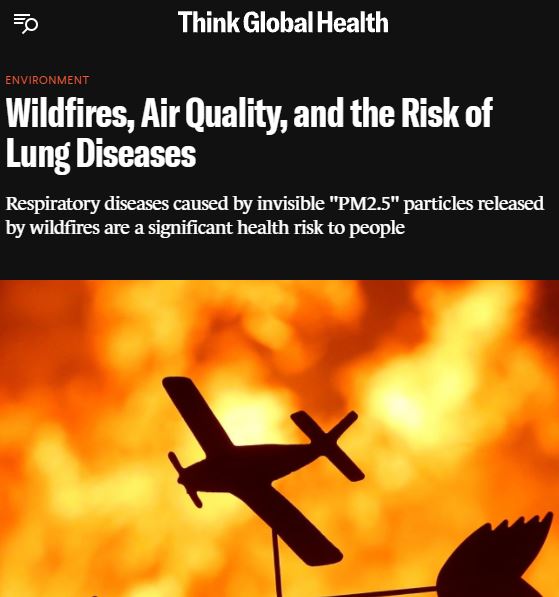 Think Global Health
ENVIRONMENT
Wildfires, Air Quality, and the Risk of
Lung Diseases
Respiratory diseases caused by invisible "PM2.5" particles released
by wildfires are a significant health risk to people